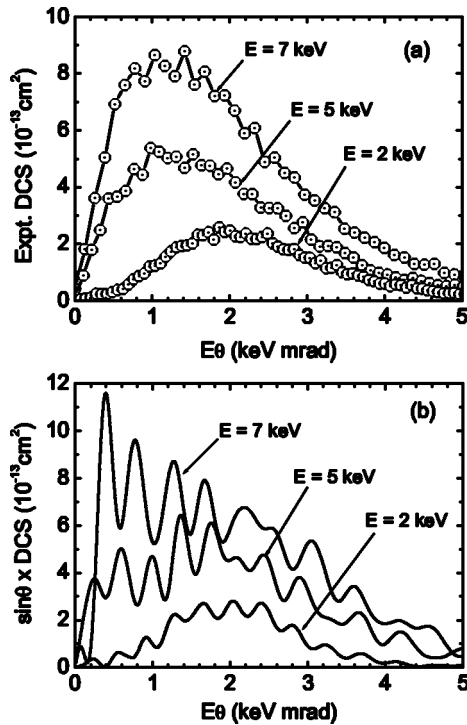 (a)
E = 7 keV
E = 5 keV
E = 2 keV
Expt. DCS (10⁻¹³cm²)
10
8
6
4
2
0
0 1 2 3 4 5
Eθ (keV mrad)
(b)
E = 7 keV
E = 5 keV
E = 2 keV
sinθ x DCS (10⁻¹³cm²)
12
10
8
6
4
2
0
0 1 2 3 4 5
Eθ (keV mrad)